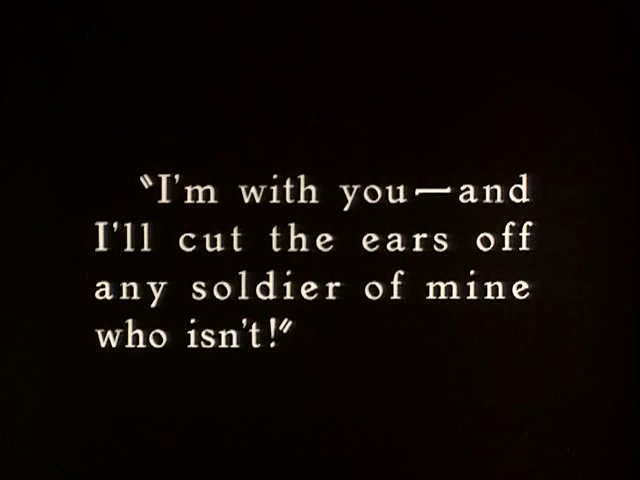 "I'm with you—and
I'll cut the ears off
any soldier of mine
who isn't!"